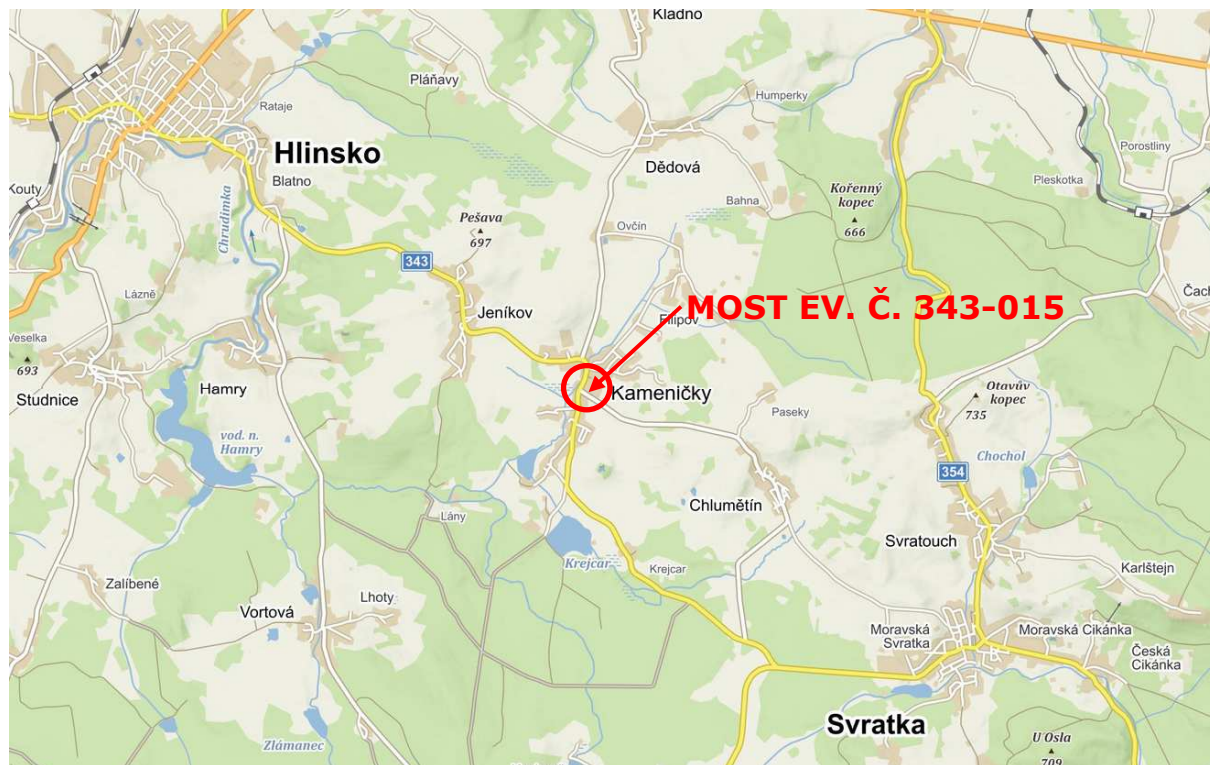 Kladno
Pláňavy
Rataje
Humperky
Hlinsko
Blatno
Dědová
Porostliny
Pleskotka
Kouty
Chrudimka
Pešava
697
Ovčín
Bahna
Kořenný
kopec
666
343
Lázně
Jeníkov
Filipov
MOST EV. Č. 343-015
Čach
Veselka
693
Studnice
Hamry
Kameničky
Paseky
Otavův
kopec
735
vod. n.
Hamry
Chochol
354
Lány
Chlumětín
Svratouch
Krejcar
Krejcar
Karlštejn
Zalíbené
Vortová
Lhoty
Moravská
Svratka
Moravská Cikánka
Česká
Cikánka
Svratka
Zlámanec
U Osla
709